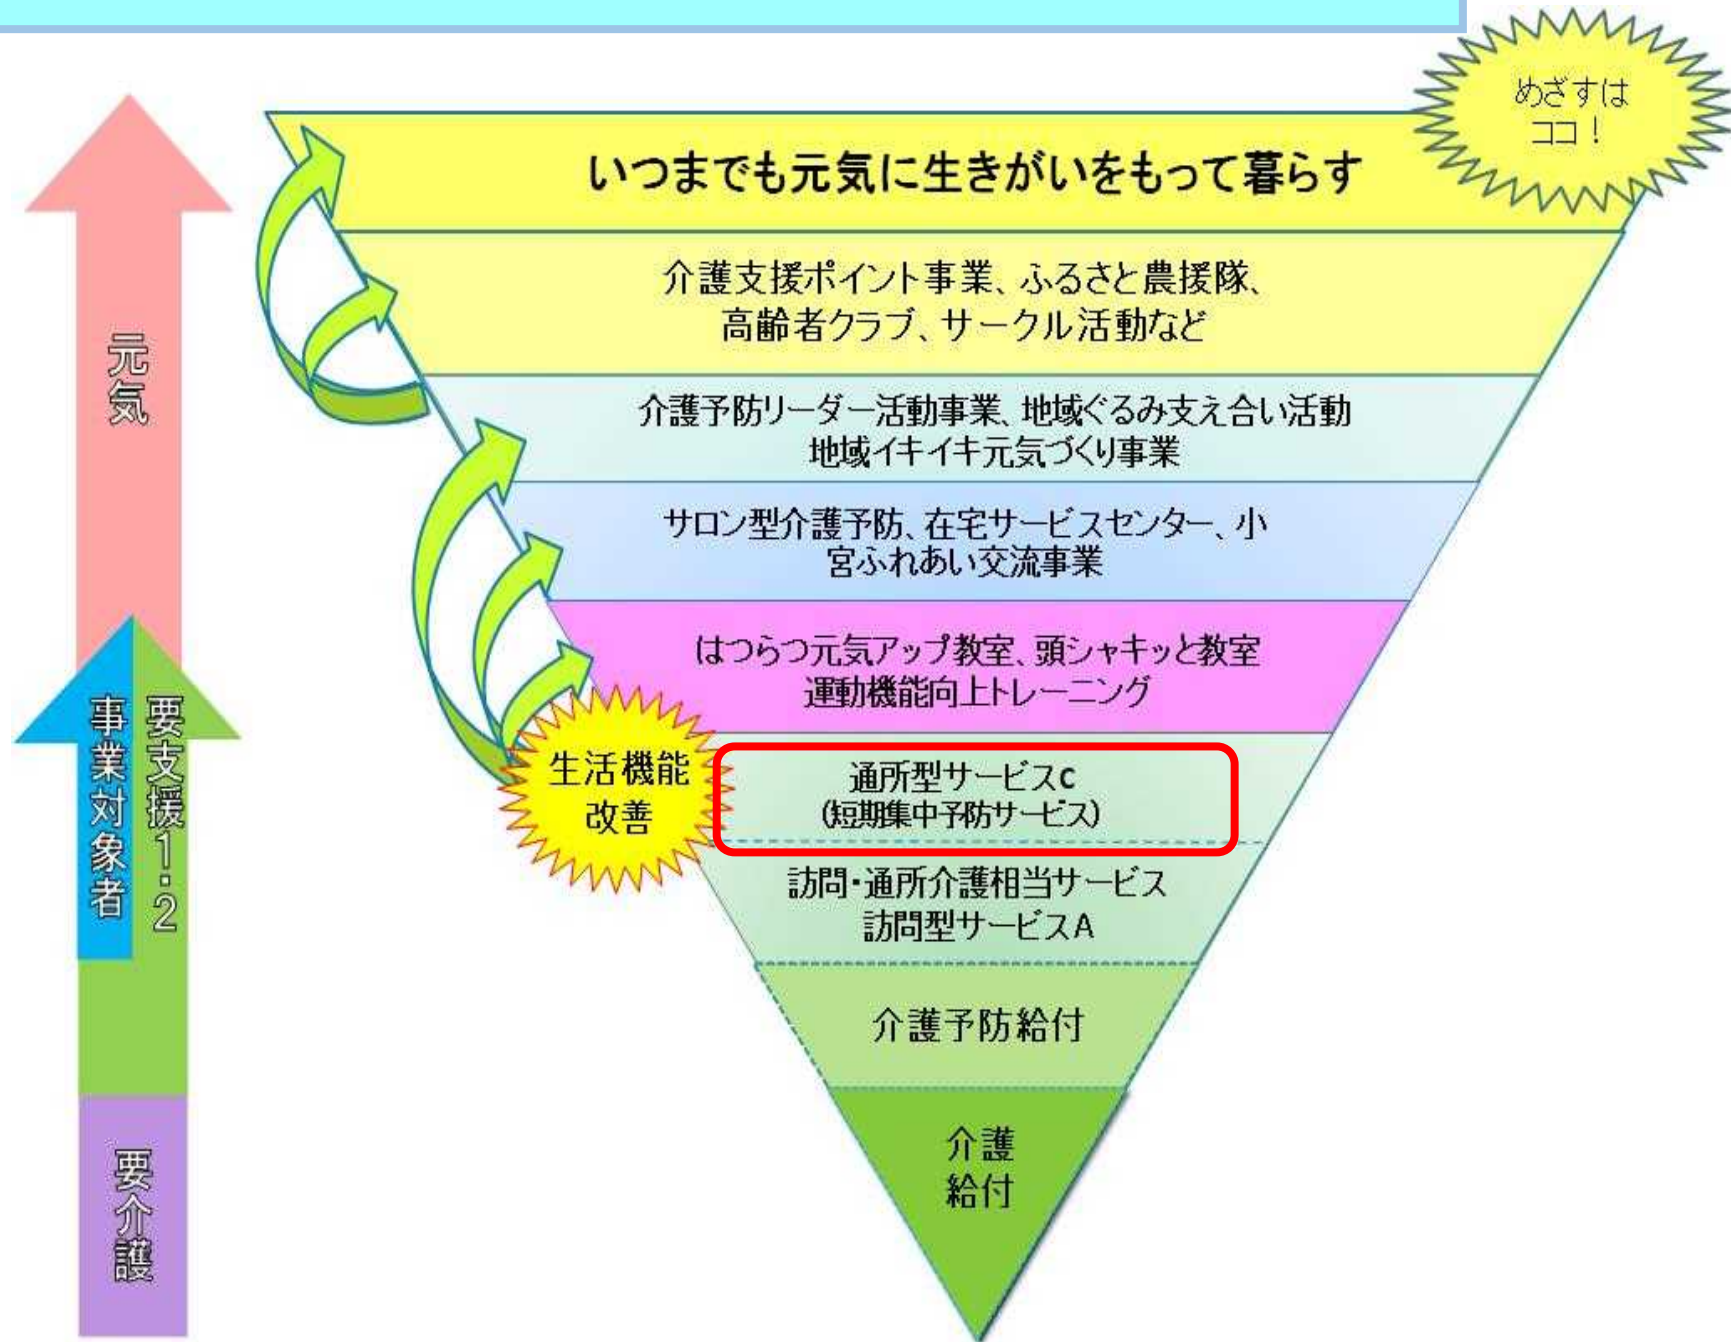 めざすは
ココ！
いつまでも元気に生きがいをもって暮らす
介護支援ポイント事業、ふるさと農援隊、
高齢者クラブ、サークル活動など
介護予防リーダー活動事業、地域ぐるみ支え合い活動
地域イキイキ元気づくり事業
サロン型介護予防、在宅サービスセンター、小
宮ふれあい交流事業
はつらつ元気アップ教室、頭シャキッと教室
運動機能向上トレーニング
生活機能
改善
通所型サービスC
（短期集中予防サービス）
訪問・通所介護相当サービス
訪問型サービスA
介護予防給付
介護
給付
元気
事業対象者
要支援1・2
要介護